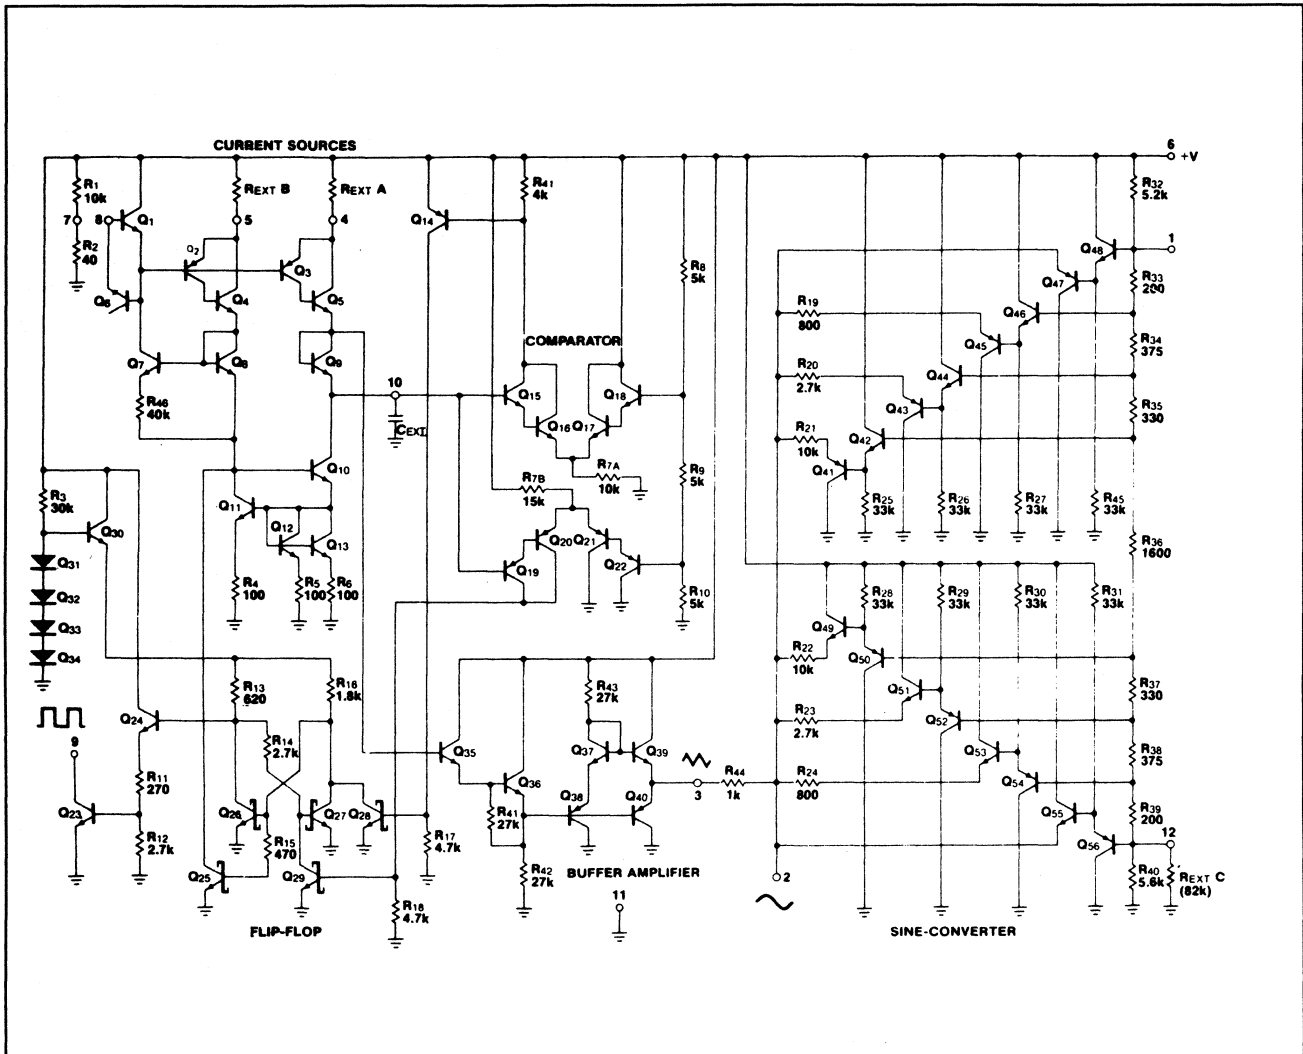 CURRENT SOURCES
6
+V
R1
10k
REXT B
REXT A
R41
4k
R32
5.2k
7
8
Q1
5
4
Q14
1
R2
40
Q2
Q3
Q48
Q6
Q4
Q5
R8
5k
Q47
R33
200
R19
800
Q46
COMPARATOR
Q45
R34
375
Q7
Q8
Q9
R20
2.7k
Q44
R46
40k
10
Q15
Q18
Q43
R35
330
CEXT
Q16
Q17
R21
10k
Q42
Q10
R7A
10k
R9
5k
Q41
R7B
15k
R3
30k
Q30
Q11
Q12
Q13
R25
33k
R26
33k
R27
33k
R45
33k
Q20
Q21
R36
1600
Q31
Q19
Q22
R4
100
R5
100
R6
100
R10
5k
R28
33k
R29
33k
R30
33k
R31
33k
Q32
Q33
Q49
Q34
R22
10k
Q50
R13
620
R16
1.8k
R43
27k
Q51
R37
330
Q24
R23
2.7k
Q52
9
R14
2.7k
Q35
Q37
Q39
Q53
R38
375
R11
270
Q36
R44
1k
R24
800
Q54
3
Q38
Q40
R39
200
Q23
Q26
Q27
Q28
R41
27k
Q55
12
R12
2.7k
R15
470
R17
4.7k
Q56
Q25
Q29
R42
27k
BUFFER AMPLIFIER
2
R40
5.6k
REXT C
(82k)
R18
4.7k
11
FLIP-FLOP
SINE-CONVERTER